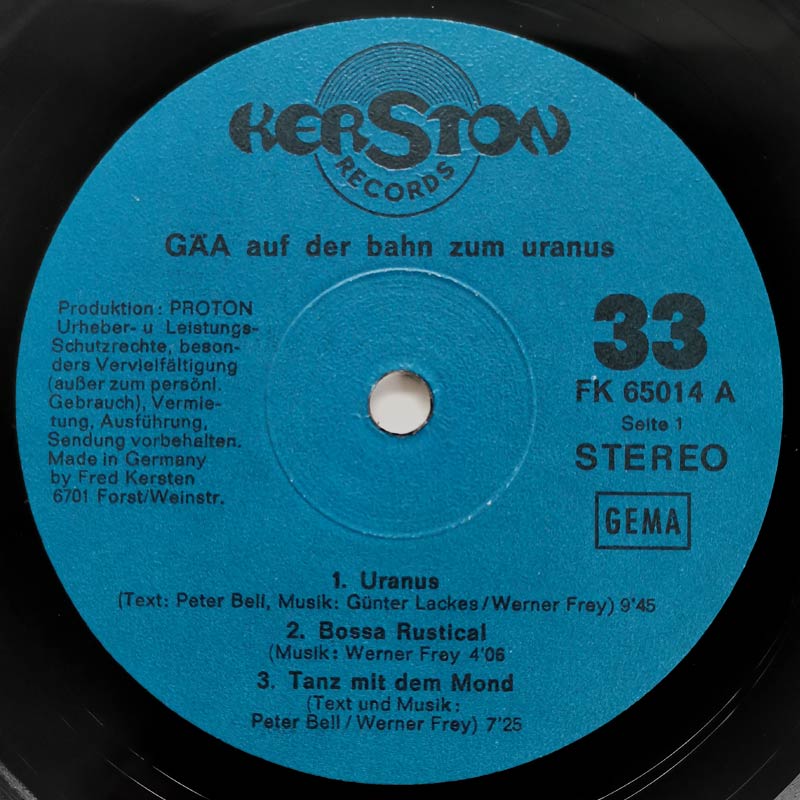 KERSTON
RECORDS
GÄA auf der bahn zum uranus
Produktion: PROTON
Urheber- u Leistungs-
Schutzrechte, beson-
ders Vervielfältigung
(außer zum persönl.
Gebrauch), Vermie-
tung, Ausführung,
Sendung vorbehalten.
Made in Germany
by Fred Kersten
6701 Forst/Weinstr.
33
FK 65014 A
Seite 1
STEREO
GEMA
1. Uranus
(Text: Peter Bell, Musik: Günter Lackes/Werner Frey) 9'45
2. Bossa Rustical
(Musik: Werner Frey 4'06
3. Tanz mit dem Mond
(Text und Musik:
Peter Bell/Werner Frey) 7'25